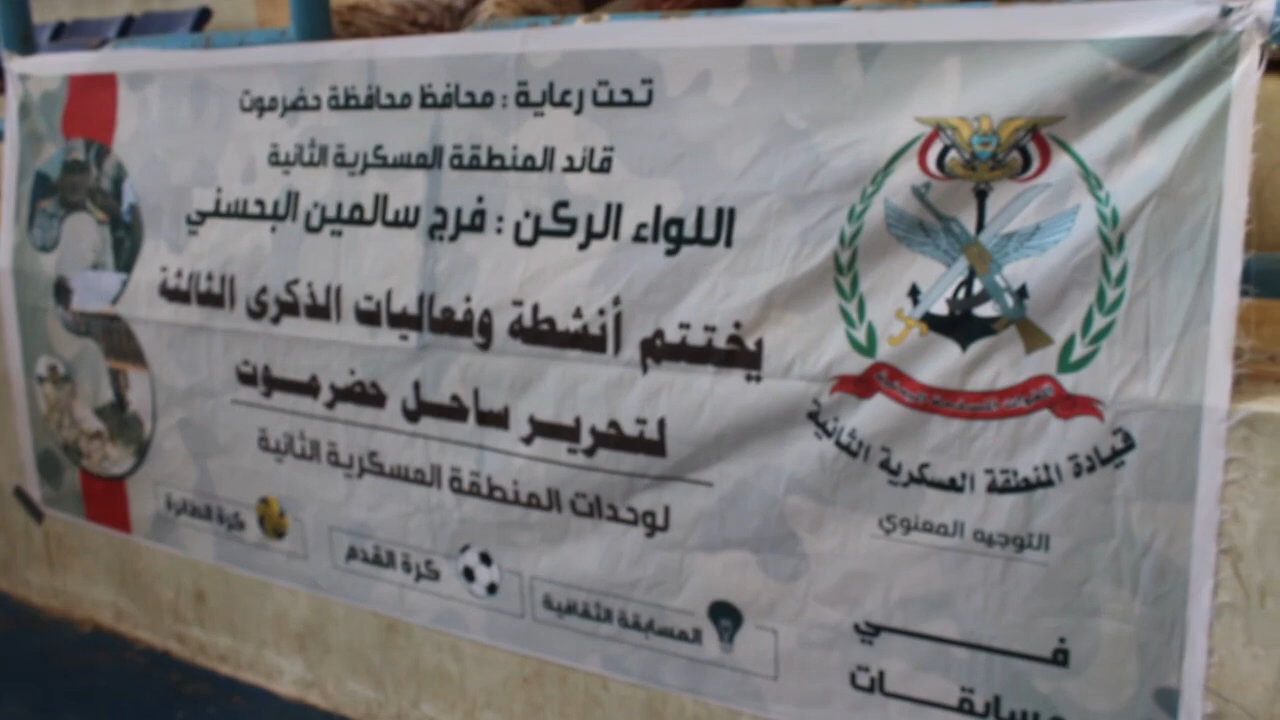 تحت رعاية : محافظ محافظة حضرموت
قائد المنطقة العسكرية الثانية
اللواء الركن : فرج سالمين البحسني
يختتم أنشطة وفعاليات الذكرى الثالثة
لتحرير ساحل حضرموت
لوحدات المنطقة العسكرية الثانية
قيادة المنطقة العسكرية الثانية
التوجيه المعنوي
في
مسابقات
المسابقة الثقافية
كرة القدم
كرة الطائرة